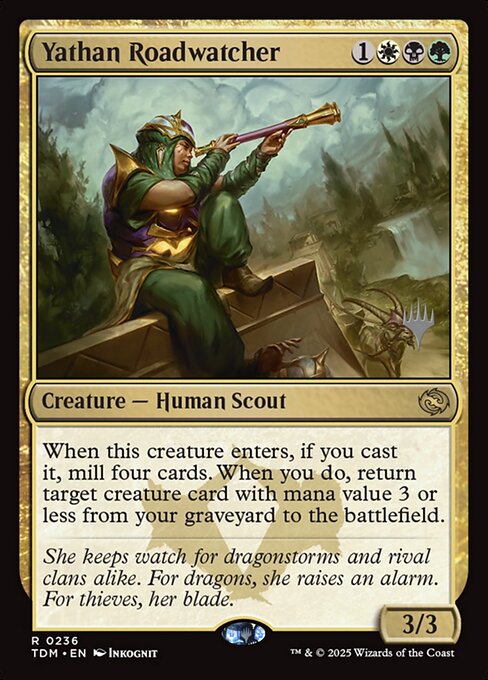 Yathan Roadwatcher 1
Creature — Human Scout
When this creature enters, if you cast
it, mill four cards. When you do, return
target creature card with mana value 3 or
less from your graveyard to the battlefield.
She keeps watch for dragonstorms and rival
clans alike. For dragons, she raises an alarm.
For thieves, her blade.
3/3
R 0236
TDM • EN INKOGNIT ™ & © 2025 Wizards of the Coast